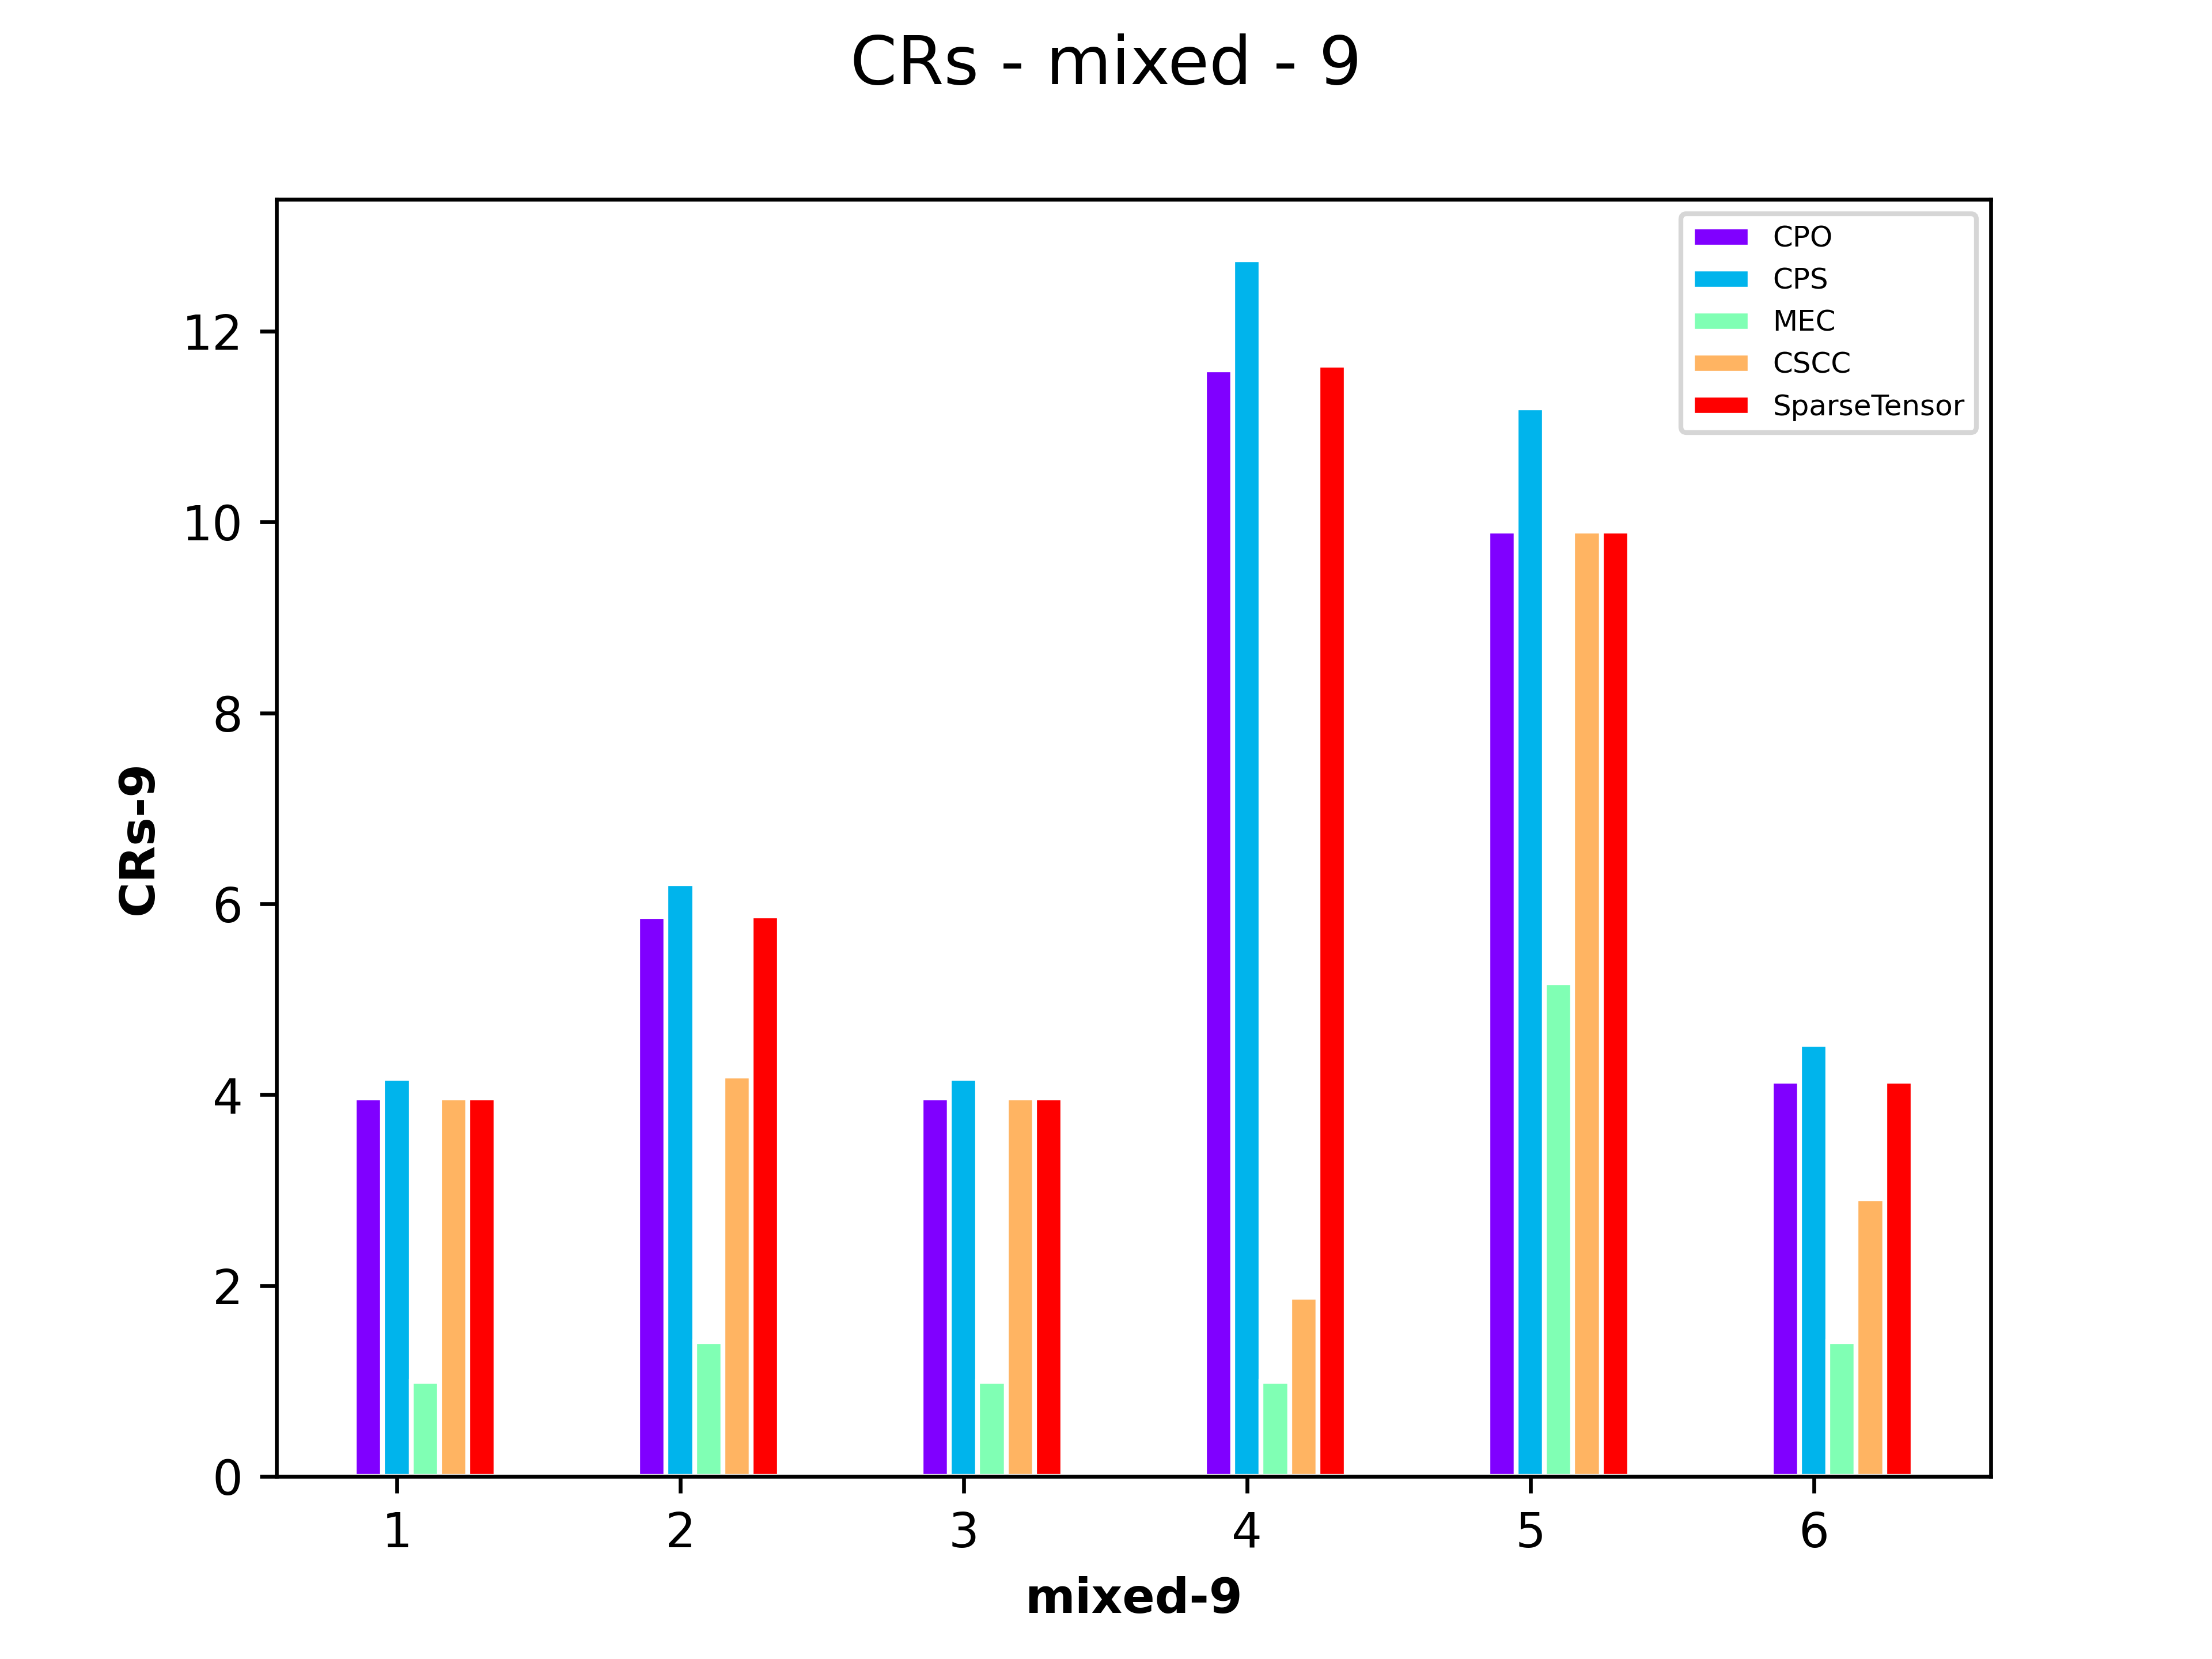 CRs - mixed - 9
CPO
CPS
MEC
CSCC
SparseTensor
12
10
8
6
4
2
0
CRs-9
1 2 3 4 5 6
mixed-9